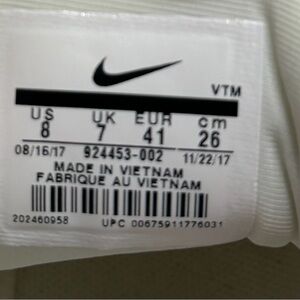 VTM
US UK EUR cm
8 7 41 26
08/16/17 924453-002 11/22/17
MADE IN VIETNAM
FABRIQUE AU VIETNAM
202460958 UPC 00675911776031